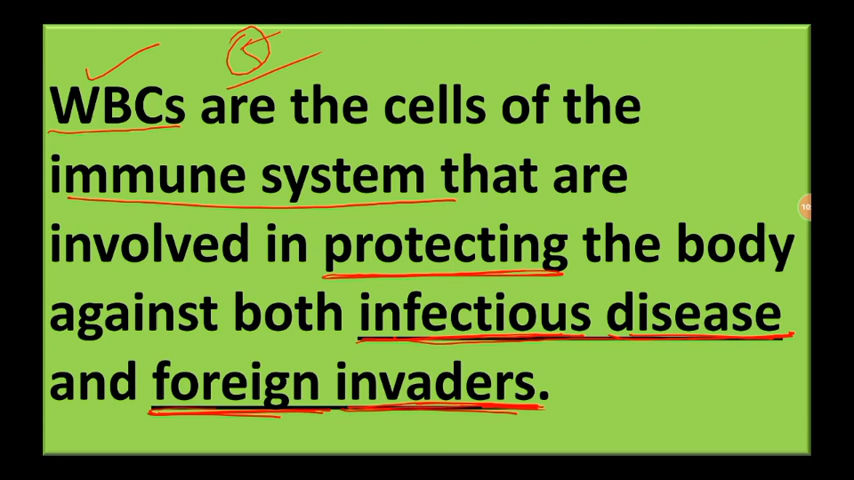 WBCs are the cells of the
immune system that are
involved in protecting the body
against both infectious disease
and foreign invaders.